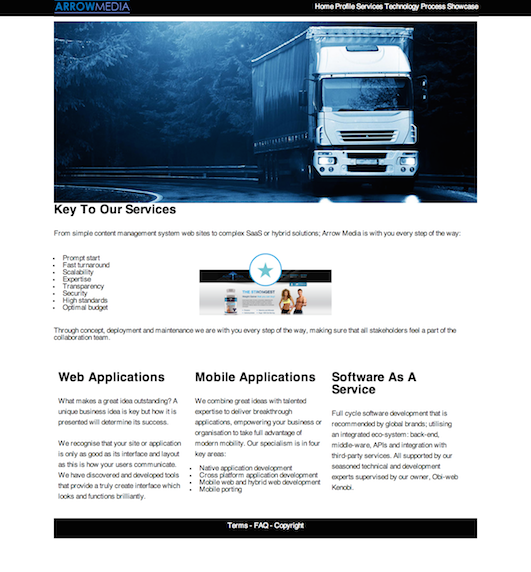 ARROWMEDIA
Home Profile Services Technology Process Showcase
Key To Our Services
From simple content management system web sites to complex SaaS or hybrid solutions; Arrow Media is with you every step of the way:
Prompt start
Fast turnaround
Scalability
Expertise
Transparency
Security
High standards
Optimal budget
THE STRONGEST
Through concept, deployment and maintenance we are with you every step of the way, making sure that all stakeholders feel a part of the
collaboration team.
Web Applications
What makes a great idea outstanding? A
unique business idea is key but how it is
presented will determine its success.
We recognise that your site or application
is only as good as its interface and layout
as this is how your users communicate.
We have discovered and developed tools
that provide a truly create interface which
looks and functions brilliantly.
Mobile Applications
We combine great ideas with talented
expertise to deliver breakthrough
applications, empowering your business or
organisation to take full advantage of
modern mobility. Our specialism is in four
key areas:
Native application development
Cross platform application development
Mobile web and hybrid web development
Mobile porting
Software As A
Service
Full cycle software development that is
recommended by global brands; utilising
an integrated eco-system: back-end,
middle-ware, APIs and integration with
third-party services. All supported by our
seasoned technical and development
experts supervised by our owner, Obi-web
Kenobi.
Terms - FAQ - Copyright